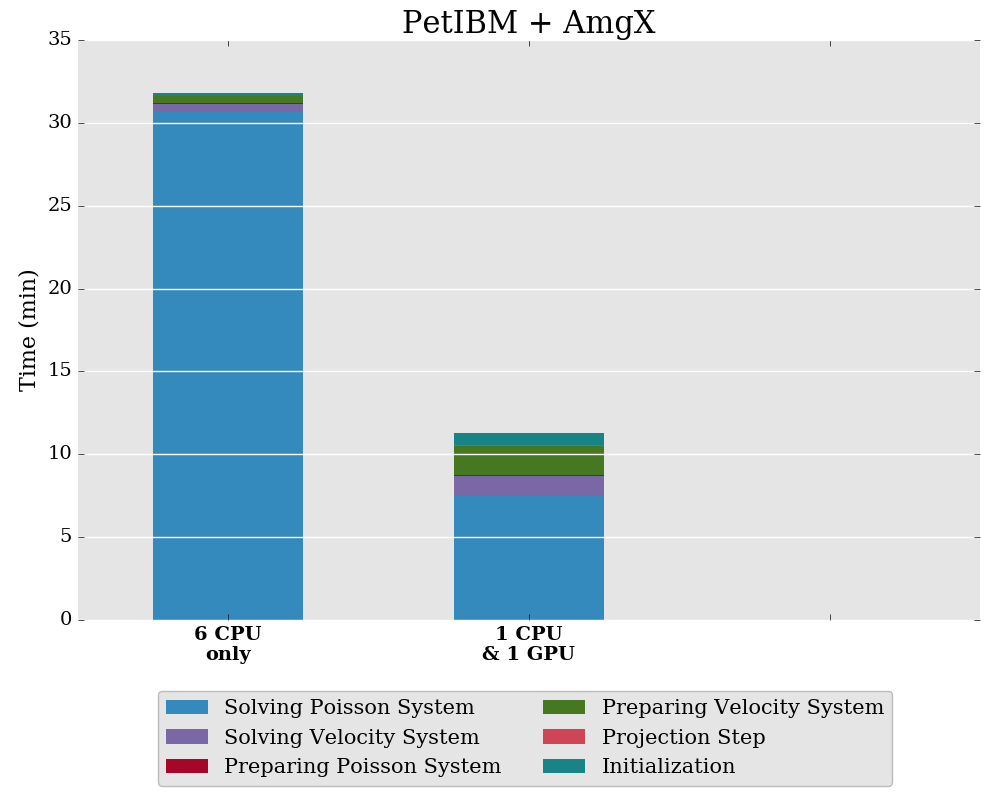 PetIBM + AmgX
35
30
25
20
15
10
5
0
Time (min)
6 CPU
only
1 CPU
& 1 GPU
Solving Poisson System
Solving Velocity System
Preparing Poisson System
Preparing Velocity System
Projection Step
Initialization